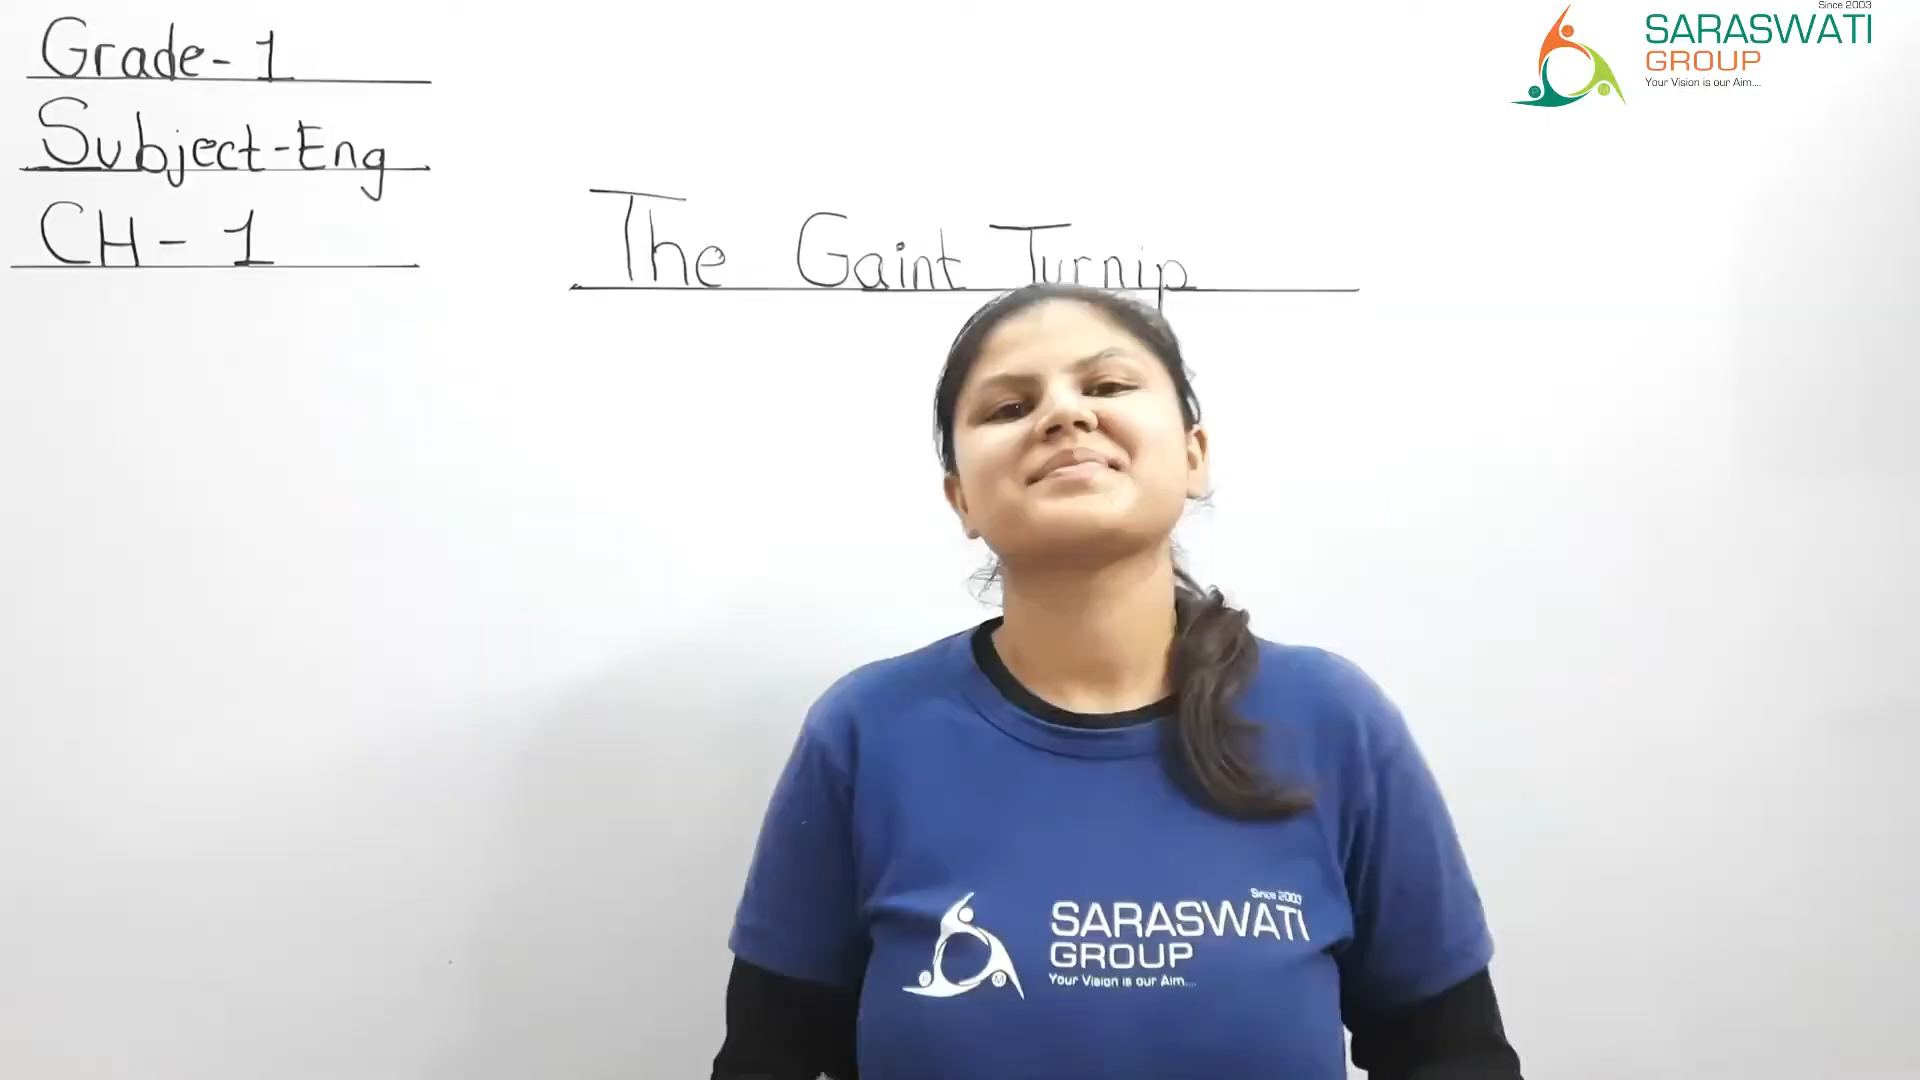 Grade- 1
Subject-Eng
CH- 1
The Gaint Turnip
Since 2003
SARASWATI
GROUP
Your Vision is our Aim....
Since 2003
SARASWATI
GROUP
Your Vision is our Aim....